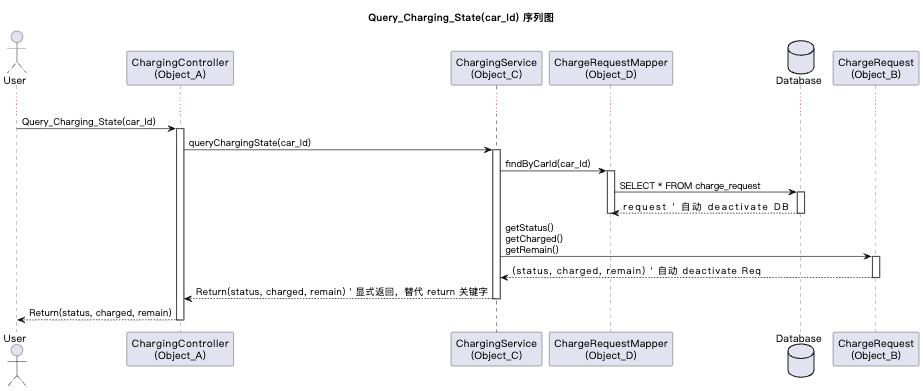 Query_Charging_State(car_Id) 序列图
User
ChargingController
(Object_A)
ChargingService
(Object_C)
ChargeRequestMapper
(Object_D)
Database
ChargeRequest
(Object_B)
Query_Charging_State(car_Id)
queryChargingState(car_Id)
findByCarId(car_Id)
SELECT * FROM charge_request
request ' 自动 deactivate DB
getStatus()
getCharged()
getRemain()
(status, charged, remain) ' 自动 deactivate Req
Return(status, charged, remain) ' 显式返回，替代 return 关键字
Return(status, charged, remain)
User
ChargingController
(Object_A)
ChargingService
(Object_C)
ChargeRequestMapper
(Object_D)
Database
ChargeRequest
(Object_B)